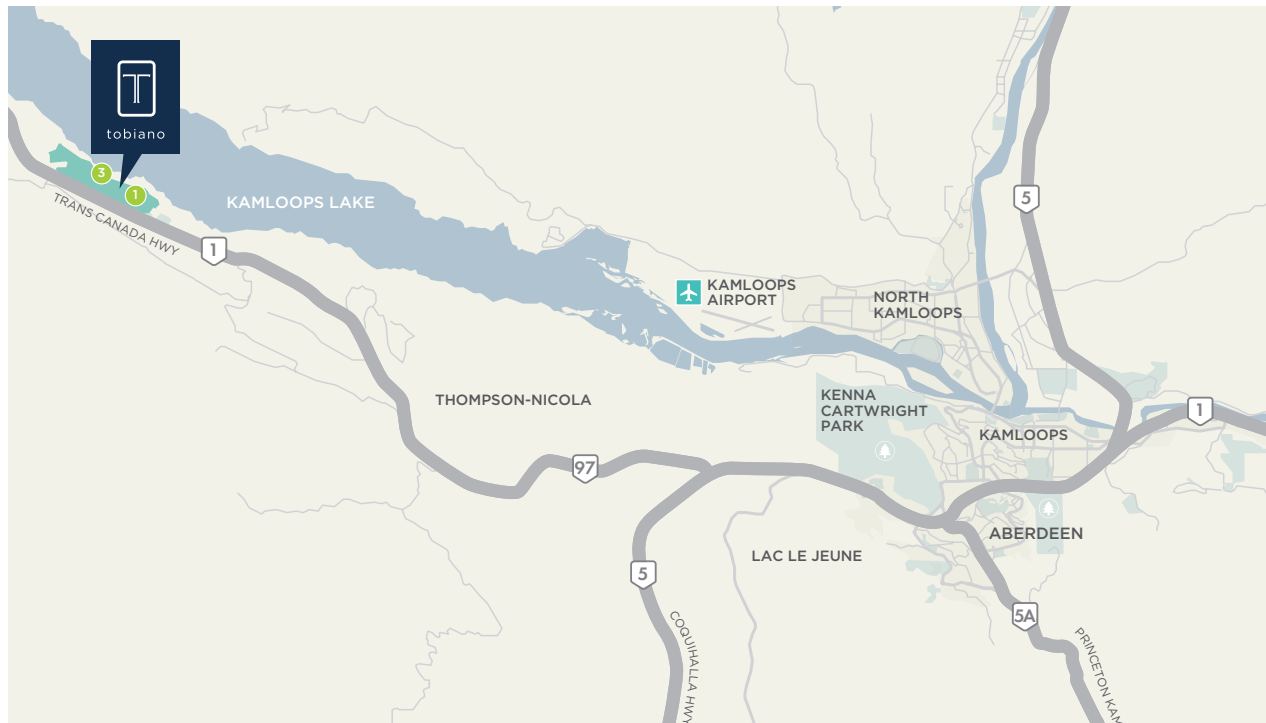 T
tobiano
3
1
TRANS CANADA HWY
1
KAMLOOPS LAKE
5
KAMLOOPS
AIRPORT
NORTH
KAMLOOPS
THOMPSON-NICOLA
KENNA
CARTWRIGHT
PARK
KAMLOOPS
1
97
ABERDEEN
LAC LE JEUNE
5
5A
COQUIHALLA HWY
PRINCETON KAM